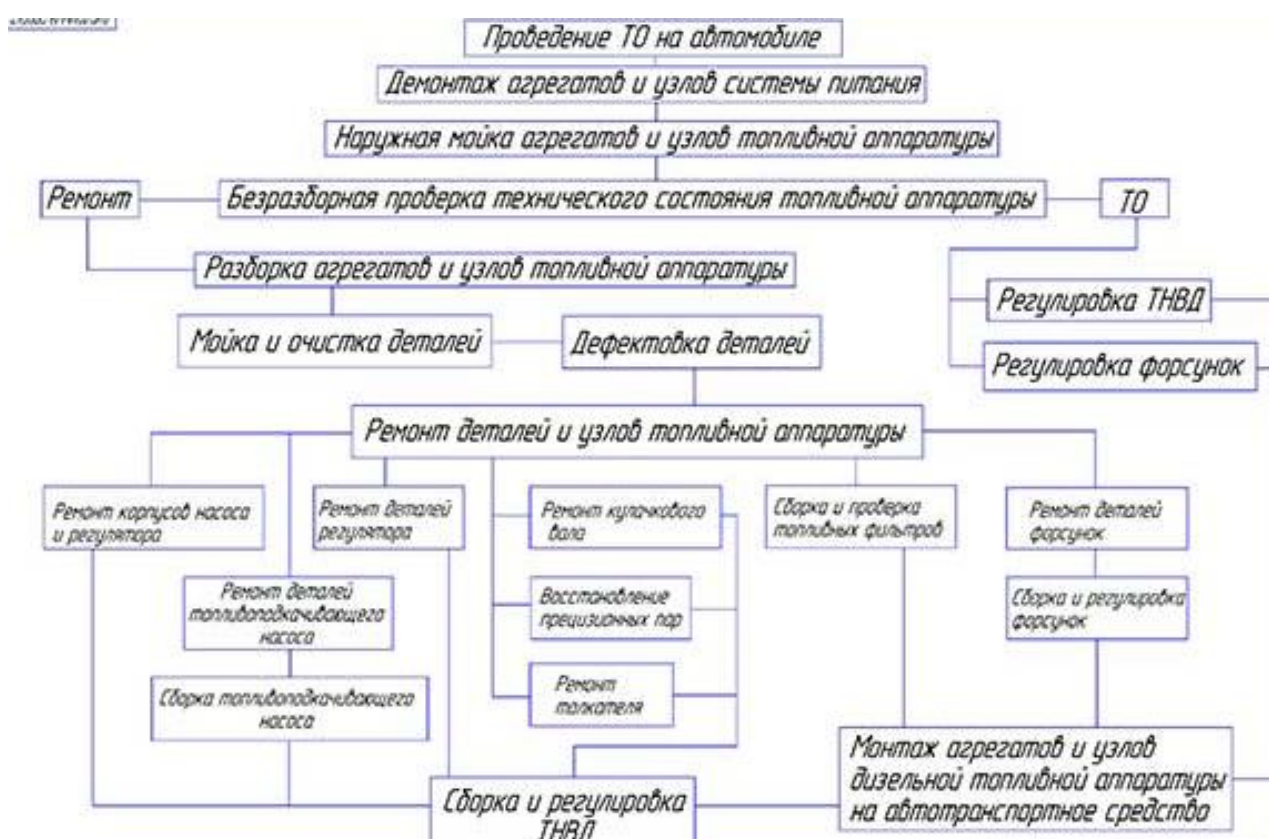 Проведение ТО на автомобиле
Демонтаж агрегатов и узлов системы питания
Наружная мойка агрегатов и узлов топливной аппаратуры
Ремонт
Безразборная проверка технического состояния топливной аппаратуры
ТО
Разборка агрегатов и узлов топливной аппаратуры
Регулировка ТНВД
Мойка и очистка деталей
Дефектовка деталей
Регулировка форсунок
Ремонт деталей и узлов топливной аппаратуры
Ремонт корпусов насоса
и регулятора
Ремонт деталей
регулятора
Ремонт кулачкового
вала
Сборка и проверка
топливных фильтров
Ремонт деталей
форсунок
Ремонт деталей
топливоподкачивающего
насоса
Восстановление
прецизионных пар
Сборка и регулировка
форсунок
Сборка топливоподкачивающего
насоса
Ремонт
толкателя
Сборка и регулировка
ТНВД
Монтаж агрегатов и узлов
дизельной топливной аппаратуры
на автотранспортное средство